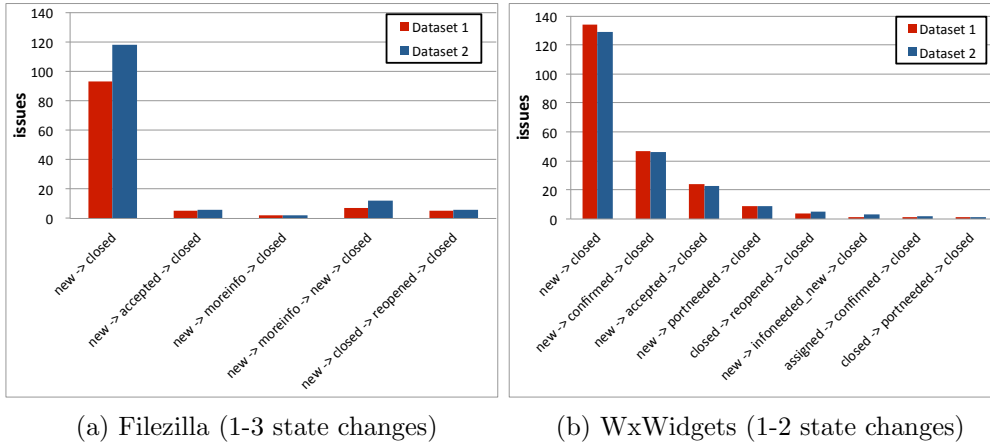 140
120
100
80
60
40
20
0
issues
Dataset 1
Dataset 2
new -> closed
new -> accepted -> closed
new -> moreinfo -> closed
new -> moreinfo -> new -> closed
new -> closed -> reopened -> closed
(a) Filezilla (1-3 state changes)
140
120
100
80
60
40
20
0
issues
Dataset 1
Dataset 2
new -> closed
new -> confirmed -> closed
new -> accepted -> closed
new -> portneeded -> closed
closed -> reopened -> closed
new -> infoneeded_new -> closed
assigned -> confirmed -> closed
closed -> portneeded -> closed
(b) WxWidgets (1-2 state changes)